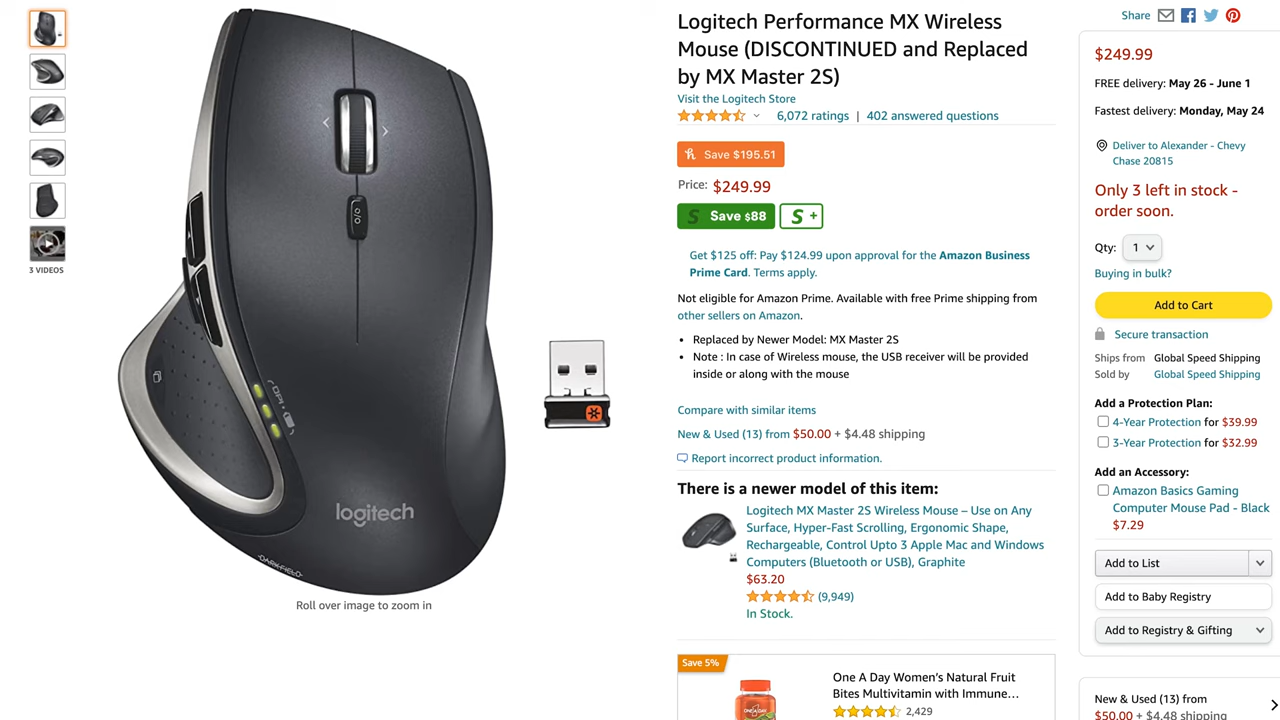 3 VIDEOS
logitech
DPI
DARKFIELD
Roll over image to zoom in
Logitech Performance MX Wireless
Mouse (DISCONTINUED and Replaced
by MX Master 2S)
Visit the Logitech Store
6,072 ratings | 402 answered questions
Save $195.51
Price: $249.99
S Save $88 S +
Get $125 off: Pay $124.99 upon approval for the Amazon Business
Prime Card. Terms apply.
Not eligible for Amazon Prime. Available with free Prime shipping from
other sellers on Amazon.
• Replaced by Newer Model: MX Master 2S
• Note : In case of Wireless mouse, the USB receiver will be provided
inside or along with the mouse
Compare with similar items
New & Used (13) from $50.00 + $4.48 shipping
Report incorrect product information.
There is a newer model of this item:
Logitech MX Master 2S Wireless Mouse – Use on Any
Surface, Hyper-Fast Scrolling, Ergonomic Shape,
Rechargeable, Control Upto 3 Apple Mac and Windows
Computers (Bluetooth or USB), Graphite
$63.20
(9,949)
In Stock.
Save 5%
ONE A DAY
One A Day Women's Natural Fruit
Bites Multivitamin with Immune…
2,429
Share
$249.99
FREE delivery: May 26 - June 1
Fastest delivery: Monday, May 24
Deliver to Alexander - Chevy
Chase 20815
Only 3 left in stock -
order soon.
Qty: 1
Buying in bulk?
Add to Cart
Secure transaction
Ships from Global Speed Shipping
Sold by Global Speed Shipping
Add a Protection Plan:
4-Year Protection for $39.99
3-Year Protection for $32.99
Add an Accessory:
Amazon Basics Gaming
Computer Mouse Pad - Black
$7.29
Add to List
Add to Baby Registry
Add to Registry & Gifting
New & Used (13) from
$50.00 + $4.48 shipping